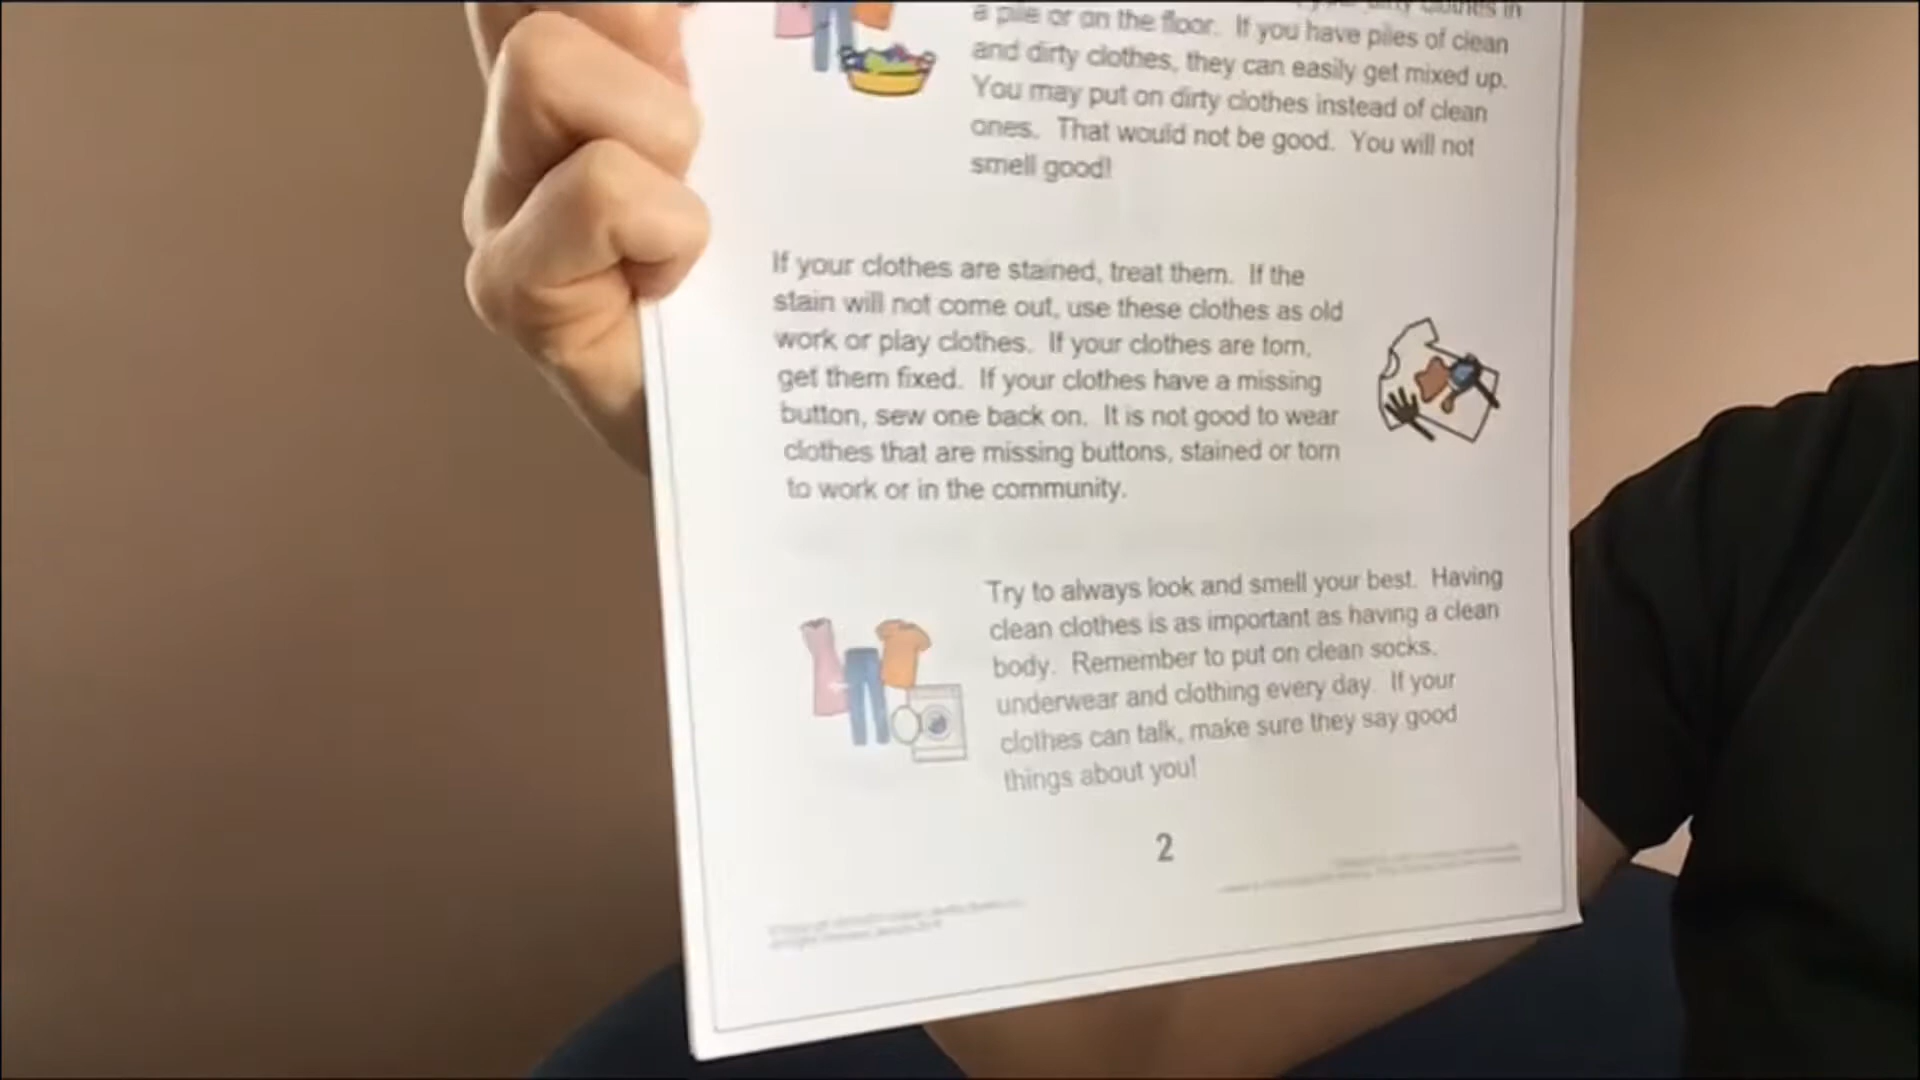 dirty clothes in
a pile or on the floor. If you have piles of clean
and dirty clothes, they can easily get mixed up.
You may put on dirty clothes instead of clean
ones. That would not be good. You will not
smell good!
If your clothes are stained, treat them. If the
stain will not come out, use these clothes as old
work or play clothes. If your clothes are torn,
get them fixed. If your clothes have a missing
button, sew one back on. It is not good to wear
clothes that are missing buttons, stained or torn
to work or in the community.
Try to always look and smell your best. Having
clean clothes is as important as having a clean
body. Remember to put on clean socks,
underwear and clothing every day. If your
clothes can talk, make sure they say good
things about you!
2